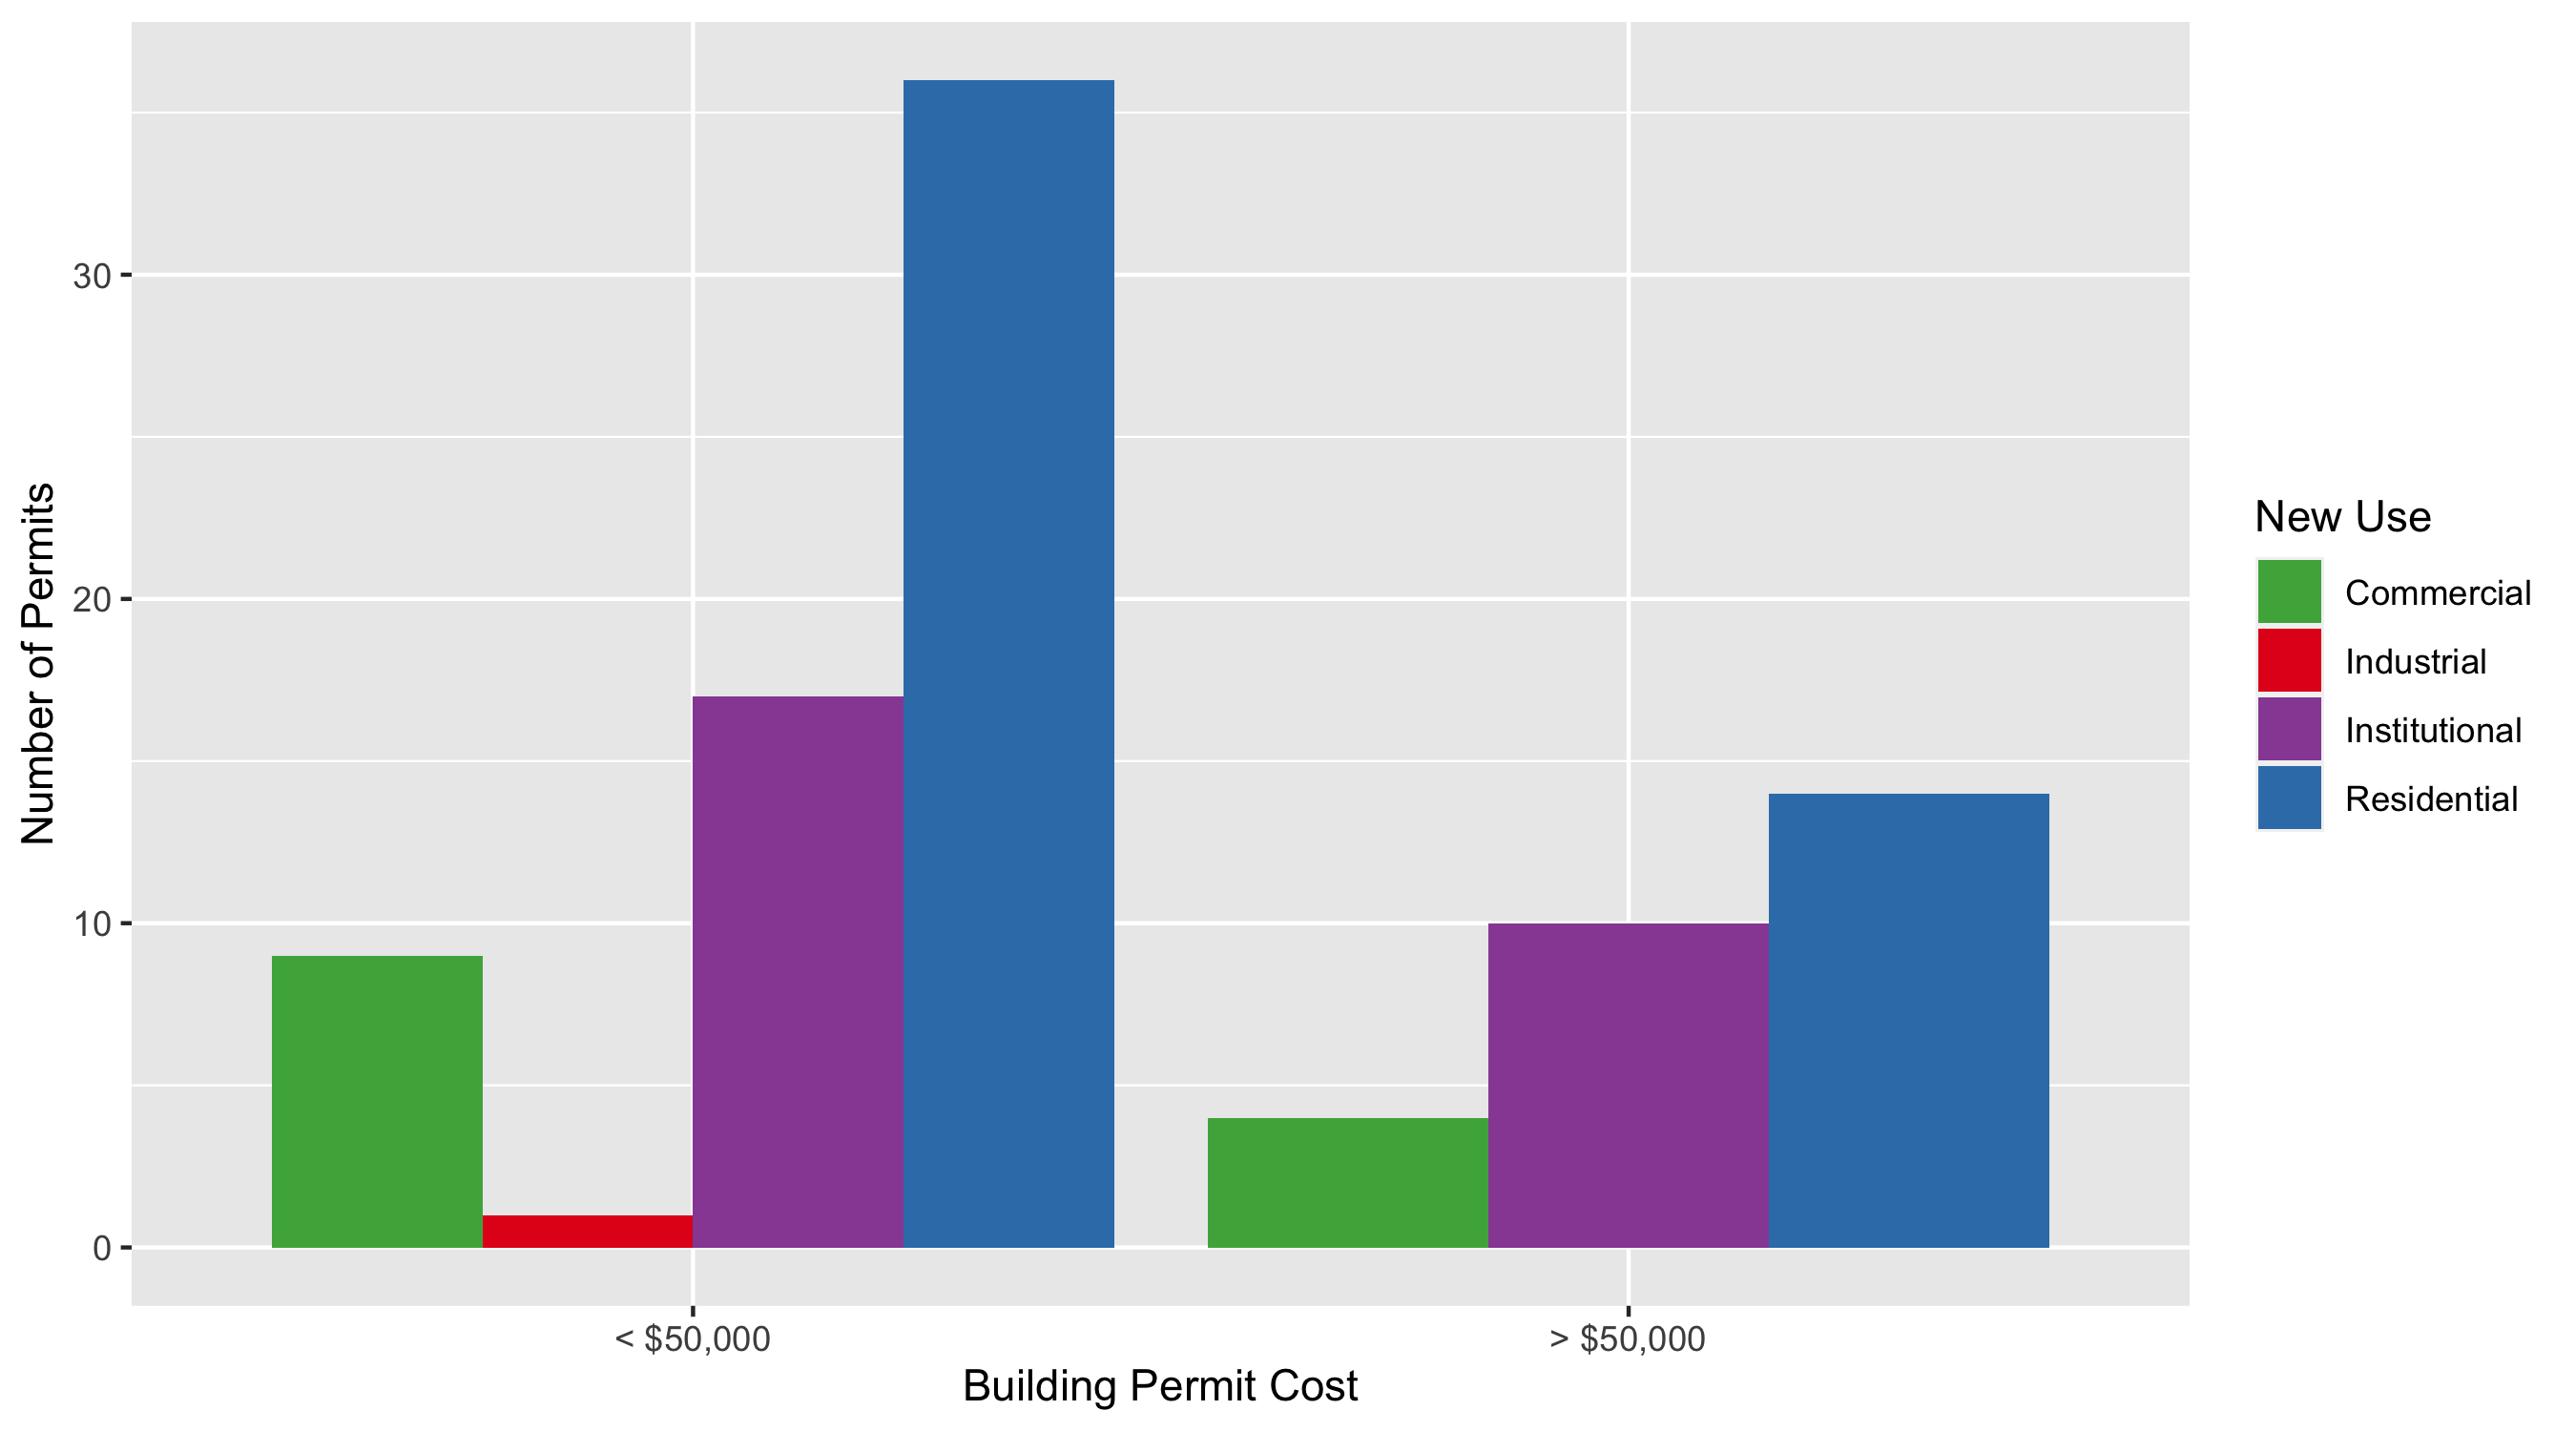 Number of Permits
30
20
10
0
< $50,000
> $50,000
Building Permit Cost
New Use
Commercial
Industrial
Institutional
Residential